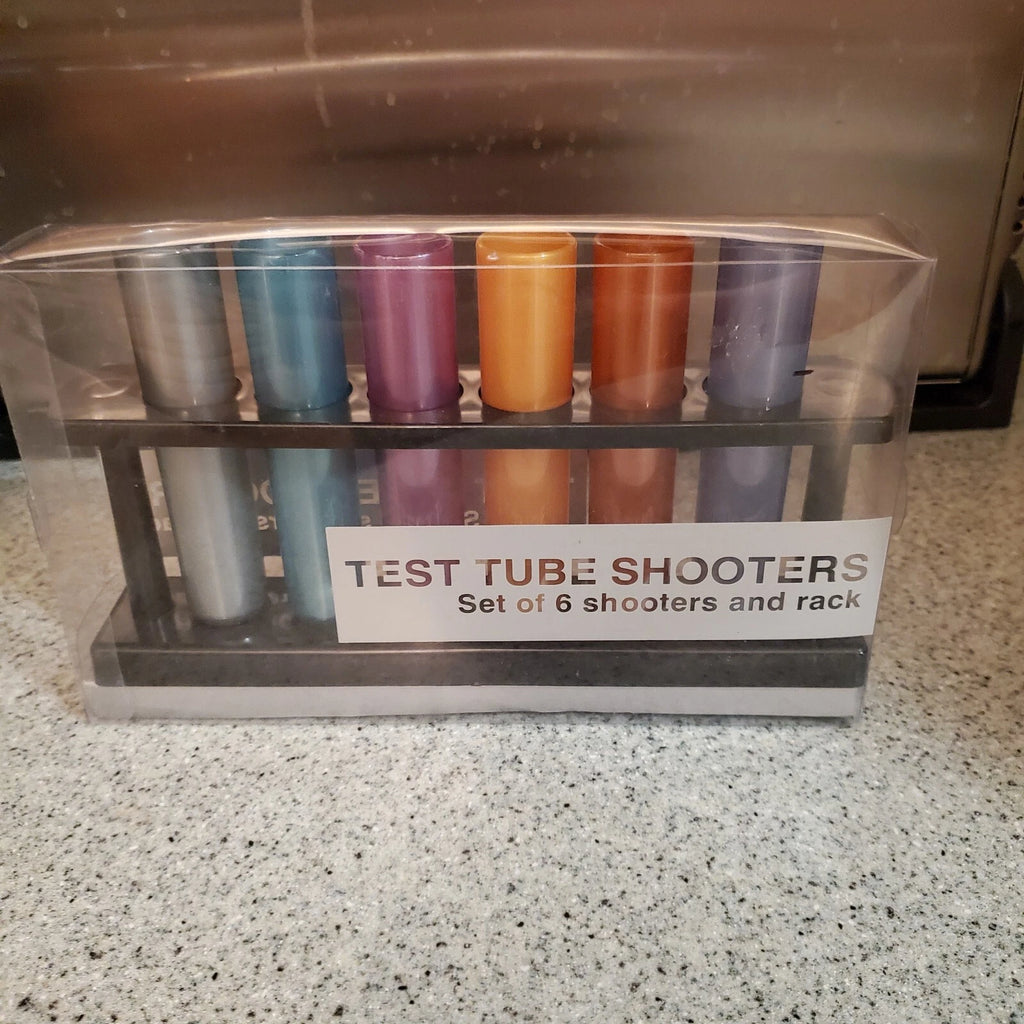 TEST TUBE SHOOTERS
Set of 6 shooters and rack